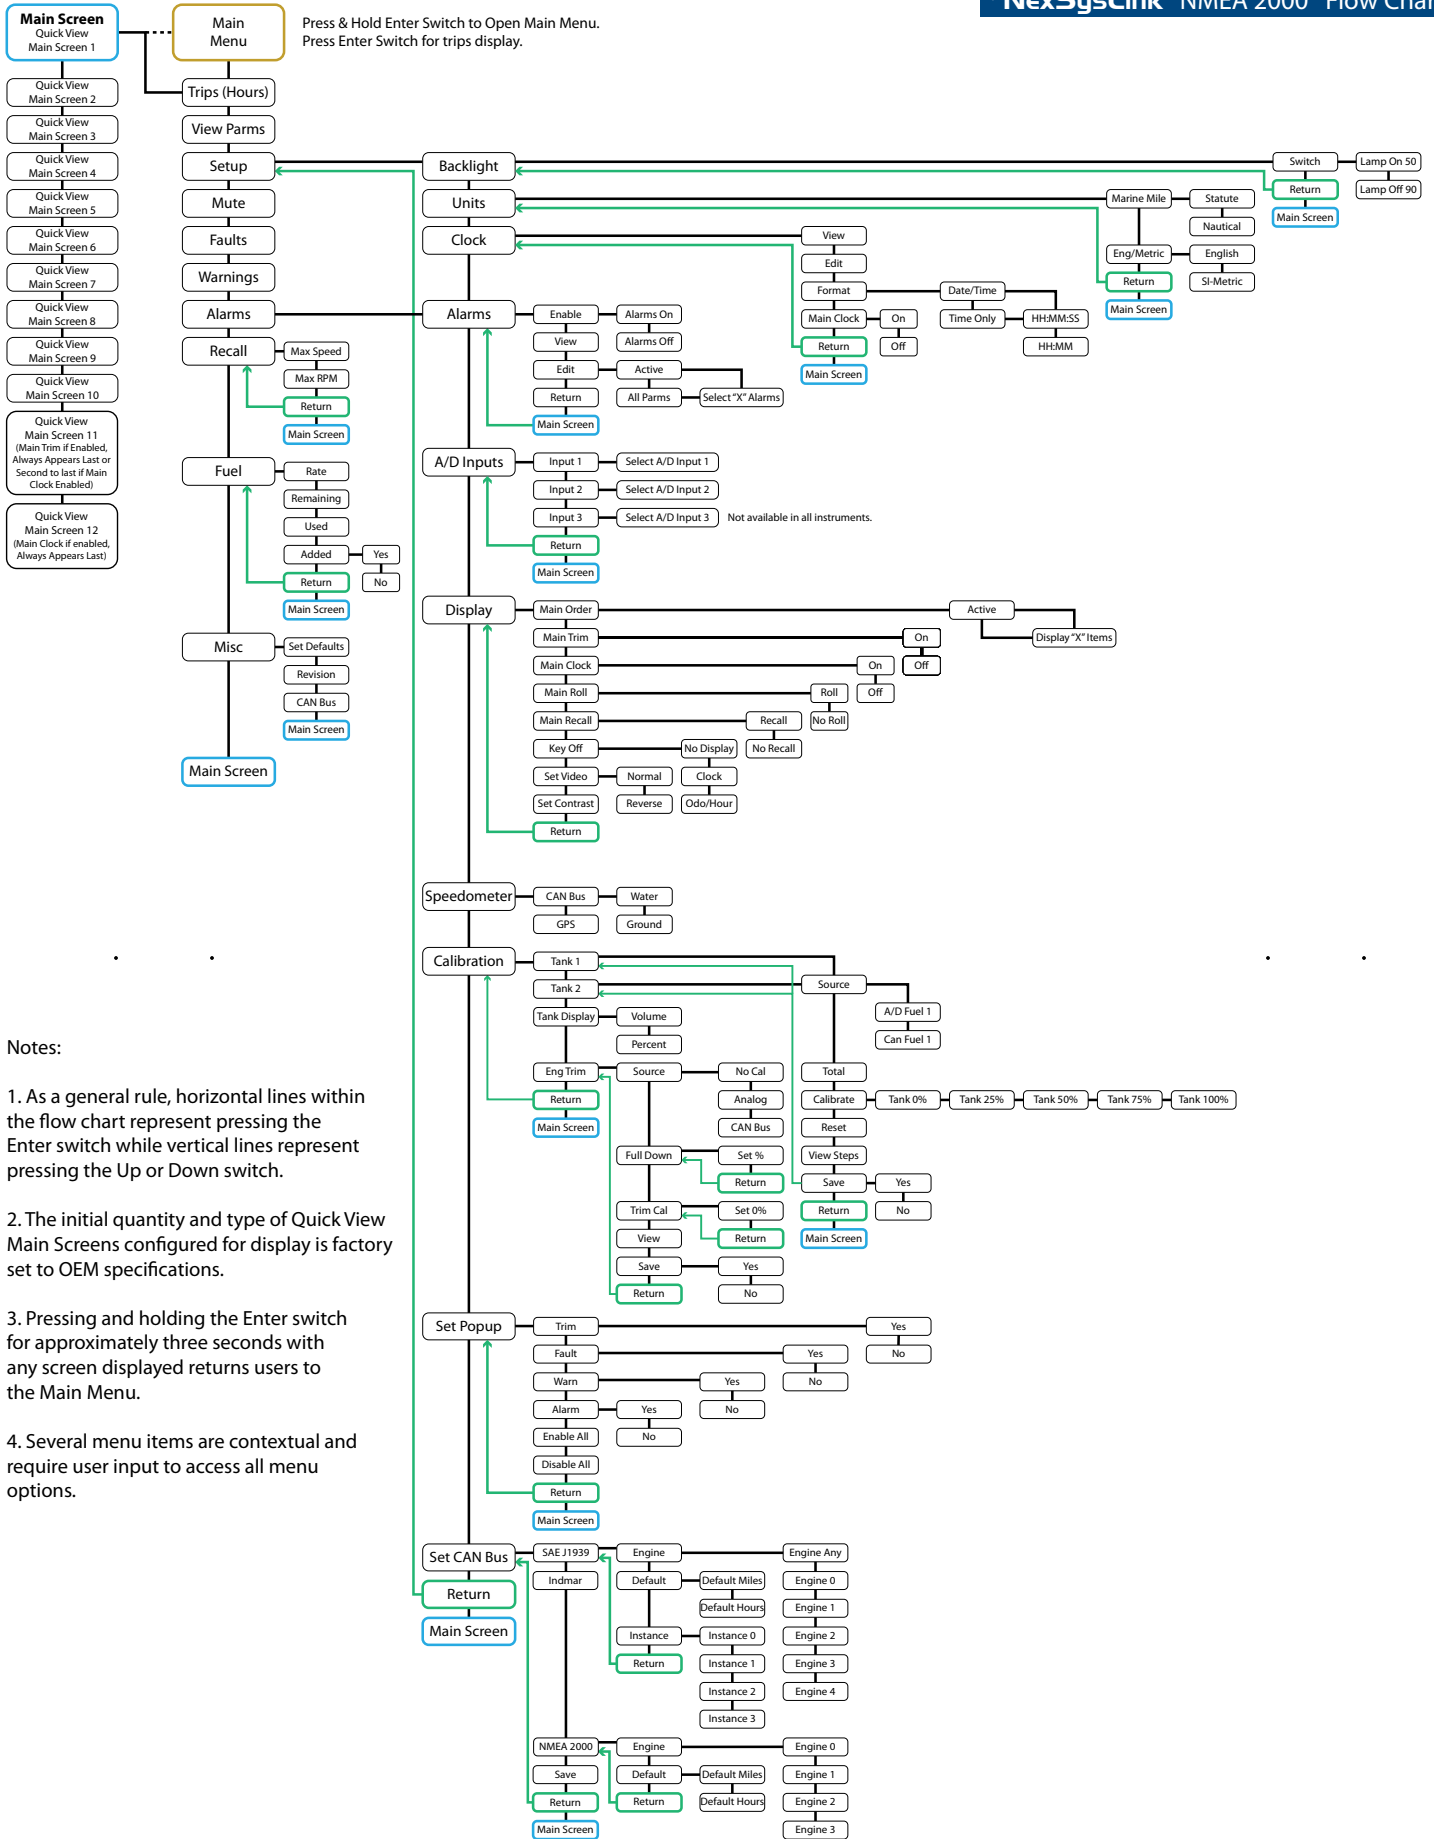 NexSysLink NMEA 2000 Flow
Main Screen
Quick View
Main Screen 1
Main
Menu
Press & Hold Enter Switch to Open Main Menu.
Press Enter Switch for trips display.
Quick View
Main Screen 2
Quick View
Main Screen 3
Quick View
Main Screen 4
Quick View
Main Screen 5
Quick View
Main Screen 6
Quick View
Main Screen 7
Quick View
Main Screen 8
Quick View
Main Screen 9
Quick View
Main Screen 10
Quick View
Main Screen 11
(Main Trim if Enabled,
Always Appears Last or
Second to last if Main
Clock Enabled)
Quick View
Main Screen 12
(Main Clock if enabled,
Always Appears Last)
Trips (Hours)
View Parms
Setup
Mute
Faults
Warnings
Alarms
Recall
Max Speed
Max RPM
Return
Main Screen
Fuel
Rate
Remaining
Used
Added
Yes
Return
No
Main Screen
Misc
Set Defaults
Revision
CAN Bus
Main Screen
Main Screen
Backlight
Switch
Lamp On 50
Return
Lamp Off 90
Main Screen
Units
Marine Mile
Statute
Nautical
Eng/Metric
English
Return
SI-Metric
Main Screen
Clock
View
Edit
Format
Date/Time
Main Clock
On
Time Only
HH:MM:SS
Return
Off
HH:MM
Main Screen
Alarms
Enable
Alarms On
View
Alarms Off
Edit
Active
Return
All Parms
Select "X" Alarms
Main Screen
A/D Inputs
Input 1
Select A/D Input 1
Input 2
Select A/D Input 2
Input 3
Select A/D Input 3
Not available in all instruments.
Return
Main Screen
Display
Main Order
Active
Main Trim
On
Display "X" Items
Main Clock
On
Off
Main Roll
Roll
Off
Main Recall
Recall
No Roll
Key Off
No Display
No Recall
Set Video
Normal
Clock
Set Contrast
Reverse
Odo/Hour
Return
Speedometer
CAN Bus
Water
GPS
Ground
Calibration
Tank 1
Tank 2
Source
Tank Display
Volume
A/D Fuel 1
Percent
Can Fuel 1
Eng Trim
Source
No Cal
Total
Return
Analog
Calibrate
Tank 0%
Tank 25%
Tank 50%
Tank 75%
Tank 100%
Main Screen
CAN Bus
Reset
Full Down
Set %
View Steps
Return
Save
Yes
Trim Cal
Set 0%
Return
No
View
Return
Main Screen
Save
Yes
Return
No
Set Popup
Trim
Yes
Fault
Yes
No
Warn
Yes
No
Alarm
Yes
No
Enable All
No
Disable All
Return
Main Screen
Set CAN Bus
SAE J1939
Engine
Engine Any
Indmar
Default
Default Miles
Engine 0
Return
Default Hours
Engine 1
Main Screen
Instance
Instance 0
Engine 2
Return
Instance 1
Engine 3
Instance 2
Engine 4
Instance 3
NMEA 2000
Engine
Engine 0
Save
Default
Default Miles
Engine 1
Return
Return
Default Hours
Engine 2
Main Screen
Engine 3
Notes:
1. As a general rule, horizontal lines within
the flow chart represent pressing the
Enter switch while vertical lines represent
pressing the Up or Down switch.
2. The initial quantity and type of Quick View
Main Screens configured for display is factory
set to OEM specifications.
3. Pressing and holding the Enter switch
for approximately three seconds with
any screen displayed returns users to
the Main Menu.
4. Several menu items are contextual and
require user input to access all menu
options.